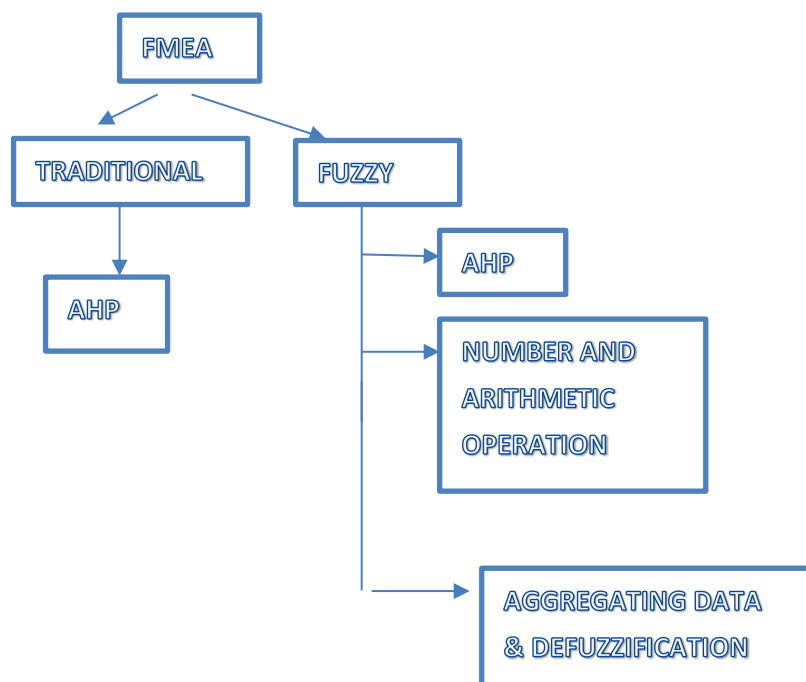 FMEA
TRADITIONAL
FUZZY
AHP
AHP
NUMBER AND
ARITHMETIC
OPERATION
AGGREGATING DATA
& DEFUZZIFICATION